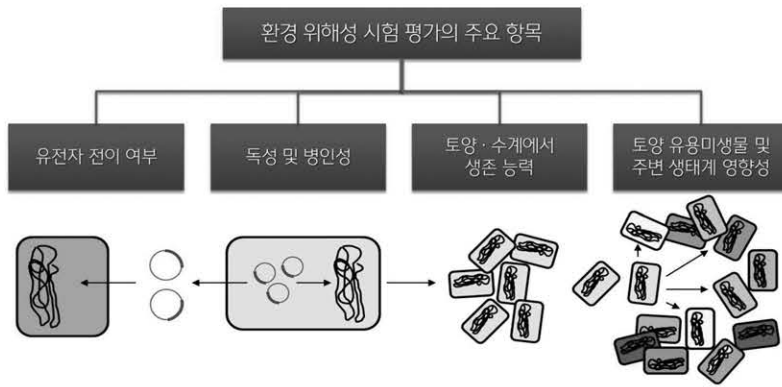 환경 위해성 시험 평가의 주요 항목
유전자 전이 여부
독성 및 병인성
토양 · 수계에서
생존 능력
토양 유용미생물 및
주변 생태계 영향성